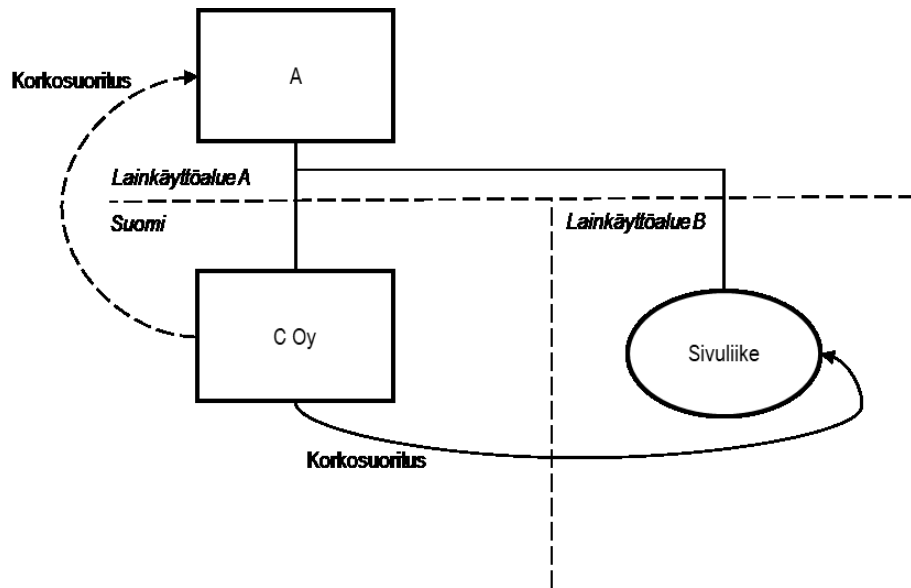 A
Korkosuoritus
Lainkäyttöalue A
Suomi
Lainkäyttöalue B
C Oy
Sivuliike
Korkosuoritus